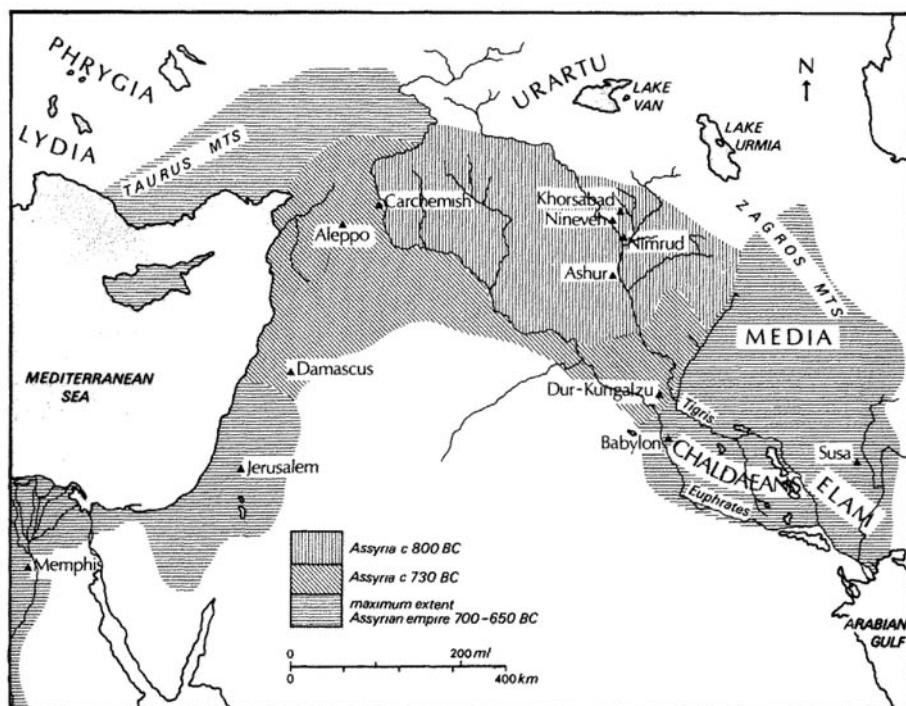 PHRYGIA
LYDIA
TAURUS MTS
URARTU
LAKE
VAN
N
LAKE
URMIA
Carchemish
Aleppo
Khorsabad
Nineveh
Nimrud
Ashur
ZAGROS MTS
MEDIA
MEDITERRANEAN
SEA
Damascus
Dur-Kungalzu
Tigris
Babylon
CHALDAEANS
Susa
ELAM
Euphrates
Jerusalem
Memphis
Assyria c 800 BC
Assyria c 730 BC
maximum extent
Assyrian empire 700-650 BC
0 200 ml
0 400 km
ARABIAN
GULF